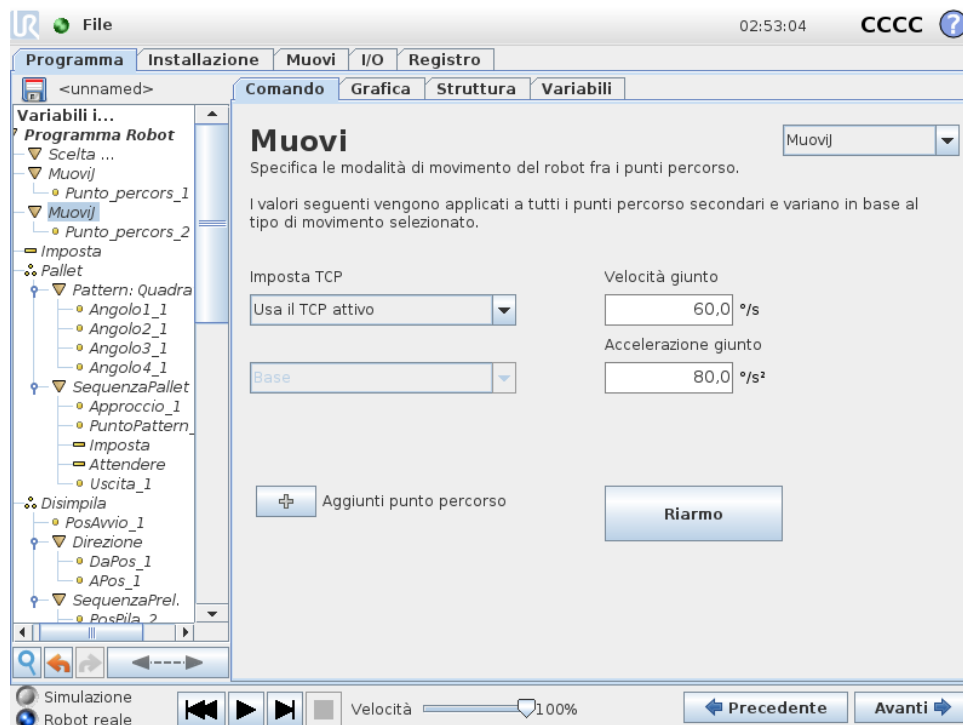 UR File 02:53:04 CCCC ?
Programma Installazione Muovi I/O Registro
<unnamed> Comando Grafica Struttura Variabili
Variabili i...
Programma Robot
Scelta ...
MuoviJ
Punto_percors_1
MuoviJ
Punto_percors_2
Imposta
Pallet
Pattern: Quadra
Angolo1_1
Angolo2_1
Angolo3_1
Angolo4_1
SequenzaPallet
Approccio_1
PuntoPattern_
Imposta
Attendere
Uscita_1
Disimpila
PosAvvio_1
Direzione
DaPos_1
APos_1
SequenzaPrel.
PosPila_2
Muovi
MuoviJ
Specifica le modalità di movimento del robot fra i punti percorso.
I valori seguenti vengono applicati a tutti i punti percorso secondari e variano in base al
tipo di movimento selezionato.
Imposta TCP
Usa il TCP attivo
Base
Velocità giunto
60,0 °/s
Accelerazione giunto
80,0 °/s²
Aggiunti punto percorso
Riarmo
Simulazione
Robot reale
Velocità 100%
Precedente
Avanti